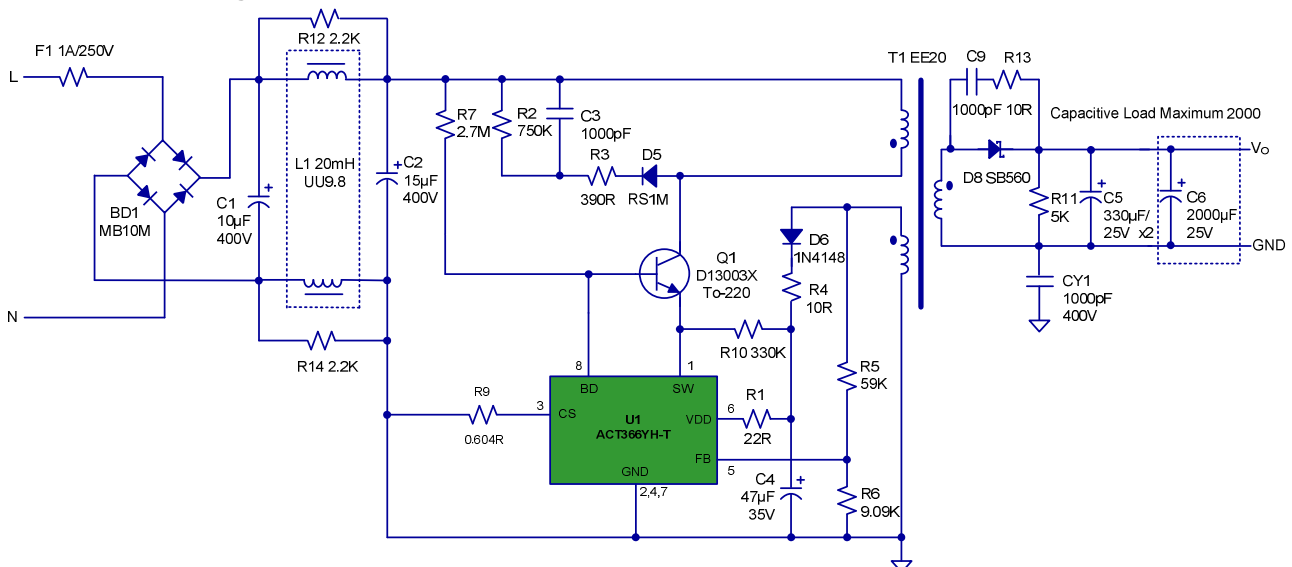 F1 1A/250V
L
R12 2.2K
T1 EE20
C9 R13
1000pF 10R
Capacitive Load Maximum 2000
R7
2.7M
R2
750K
C3
1000pF
L1 20mH
UU9.8
C2
15µF
400V
+
R3
390R
D5
RS1M
VO
D8 SB560
BD1
MB10M
C1
10µF
400V
+
R11
5K
C5
330µF/
25V x2
+
C6
2000µF
25V
+
GND
D6
1N4148
Q1
D13003X
To-220
R4
10R
CY1
1000pF
400V
N
R14 2.2K
R10 330K
8
1
BD
SW
R5
59K
R9
0.604R
3
CS
U1
ACT366YH-T
VDD
6
R1
22R
FB
5
GND
2,4,7
C4
47µF
35V
+
R6
9.09K